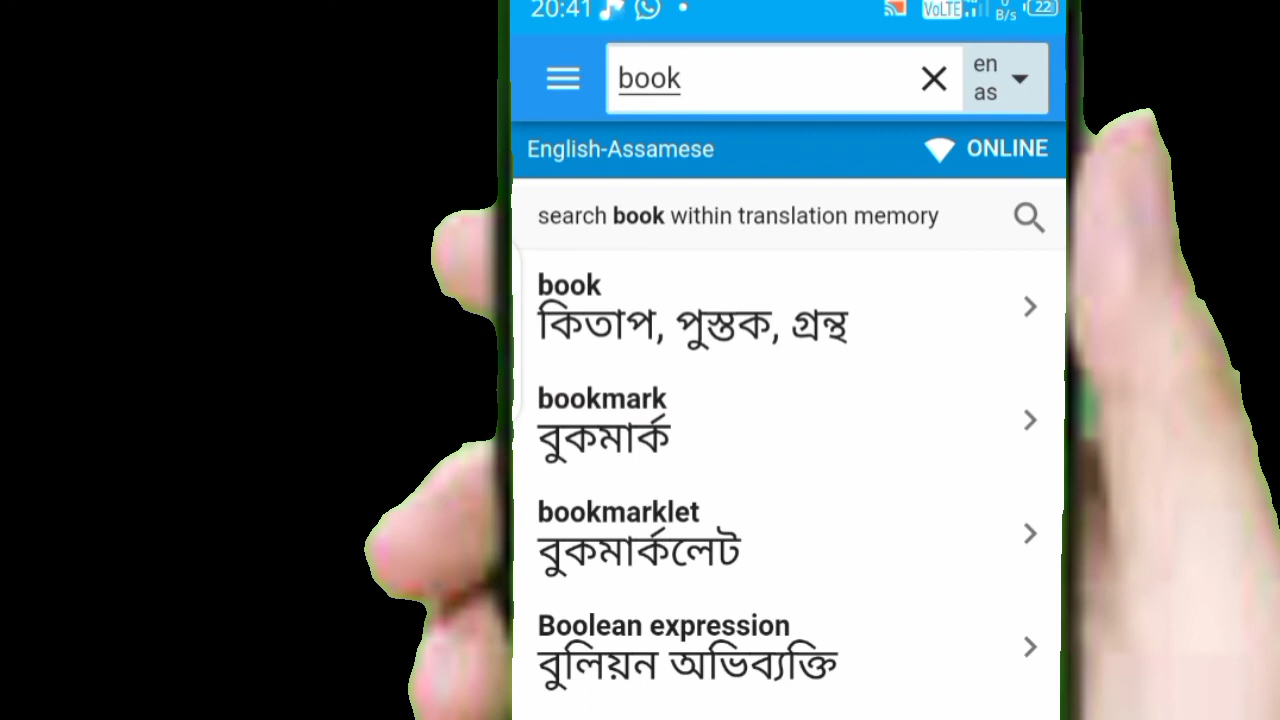 20:41
VoLTE
0
B/s
22
book
en
as
English-Assamese
ONLINE
search book within translation memory
book
কিতাপ, পুস্তক, গ্ৰন্থ
bookmark
বুকমাৰ্ক
bookmarklet
বুকমাৰ্কলেট
Boolean expression
বুলিয়ন অভিব্যক্তি